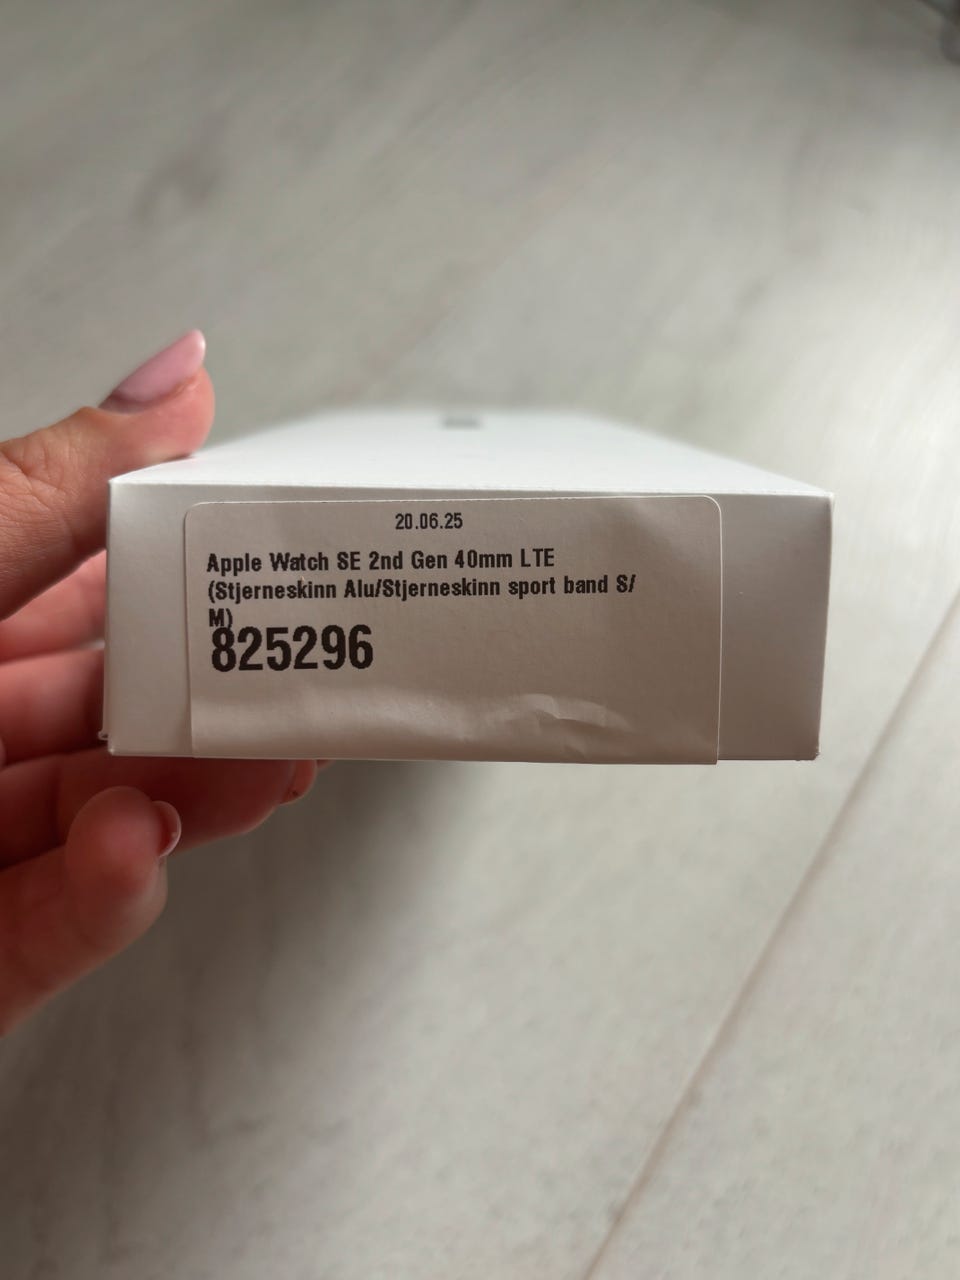 20.06.25
Apple Watch SE 2nd Gen 40mm LTE
(Stjerneskinn Alu/Stjerneskinn sport band S/
M)
825296